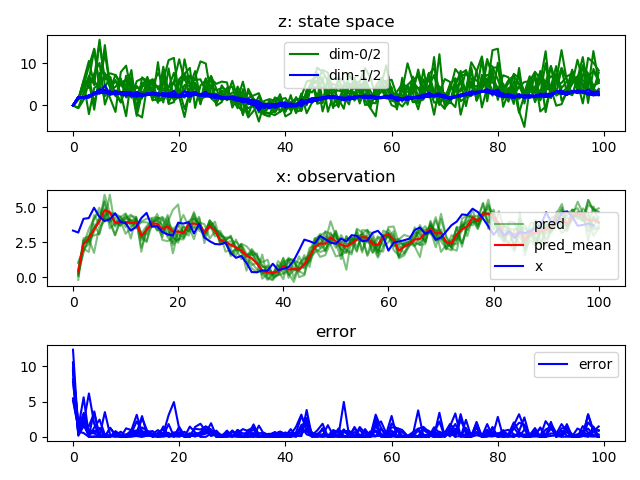 z: state space
10
0
dim-0/2
dim-1/2
0 20 40 60 80 100
x: observation
5.0
2.5
0.0
pred
pred_mean
x
0 20 40 60 80 100
error
10
5
0
error
0 20 40 60 80 100